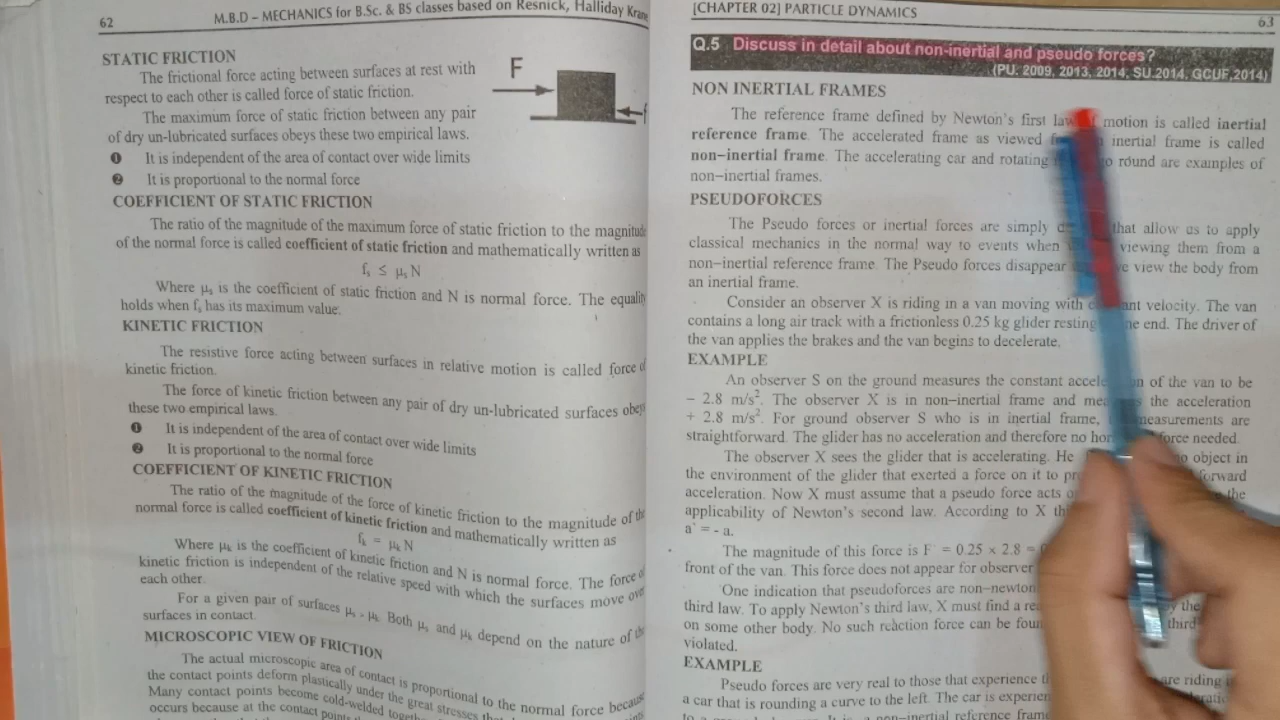 62
M.B.D – MECHANICS for B.Sc. & BS classes based on Resnick, Halliday Krane
STATIC FRICTION
The frictional force acting between surfaces at rest with
respect to each other is called force of static friction.
The maximum force of static friction between any pair
of dry un-lubricated surfaces obeys these two empirical laws.
❶ It is independent of the area of contact over wide limits
❷ It is proportional to the normal force
F
f
COEFFICIENT OF STATIC FRICTION
The ratio of the magnitude of the maximum force of static friction to the magnitude
of the normal force is called coefficient of static friction and mathematically written as
fs ≤ μs N
Where μs is the coefficient of static friction and N is normal force. The equality
holds when fs has its maximum value.
KINETIC FRICTION
The resistive force acting between surfaces in relative motion is called force of
kinetic friction.
The force of kinetic friction between any pair of dry un-lubricated surfaces obey
these two empirical laws.
❶ It is independent of the area of contact over wide limits
❷ It is proportional to the normal force
COEFFICIENT OF KINETIC FRICTION
The ratio of the magnitude of the force of kinetic friction to the magnitude of the
normal force is called coefficient of kinetic friction and mathematically written as
fk = μk N
Where μk is the coefficient of kinetic friction and N is normal force. The force of
kinetic friction is independent of the relative speed with which the surfaces move over
each other.
For a given pair of surfaces μs > μk. Both μs and μk depend on the nature of the
surfaces in contact.
MICROSCOPIC VIEW OF FRICTION
The actual microscopic area of contact is proportional to the normal force because
the contact points deform plastically under the great stresses
Many contact points become cold-welded
occurs because at the contact points
[CHAPTER 02] PARTICLE DYNAMICS
63
Q.5 Discuss in detail about non-inertial and pseudo forces?
(PU. 2009, 2013, 2014, SU.2014, GCUF,2014)
NON INERTIAL FRAMES
The reference frame defined by Newton's first law motion is called inertial
reference frame. The accelerated frame as viewed inertial frame is called
non–inertial frame. The accelerating car and rotating round are examples of
non–inertial frames.
PSEUDOFORCES
The Pseudo forces or inertial forces are simply that allow us to apply
classical mechanics in the normal way to events when viewing them from a
non–inertial reference frame. The Pseudo forces disappear view the body from
an inertial frame.
Consider an observer X is riding in a van moving with velocity. The van
contains a long air track with a frictionless 0.25 kg glider resting end. The driver of
the van applies the brakes and the van begins to decelerate.
EXAMPLE
An observer S on the ground measures the constant of the van to be
– 2.8 m/s². The observer X is in non–inertial frame and the acceleration
+ 2.8 m/s². For ground observer S who is in inertial frame, measurements are
straightforward. The glider has no acceleration and therefore no force needed.
The observer X sees the glider that is accelerating. He no object in
the environment of the glider that exerted a force on it to forward
acceleration. Now X must assume that a pseudo force acts the
applicability of Newton's second law. According to X
a' = - a.
The magnitude of this force is F' = 0.25 × 2.8 =
front of the van. This force does not appear for observer
One indication that pseudoforces are
third law. To apply Newton's third law, X must find a by the
on some other body. No such reaction force can be third
violated.
EXAMPLE
Pseudo forces are very real to those that experience are riding
a car that is rounding a curve to the left. The car is
non–inertial reference frame